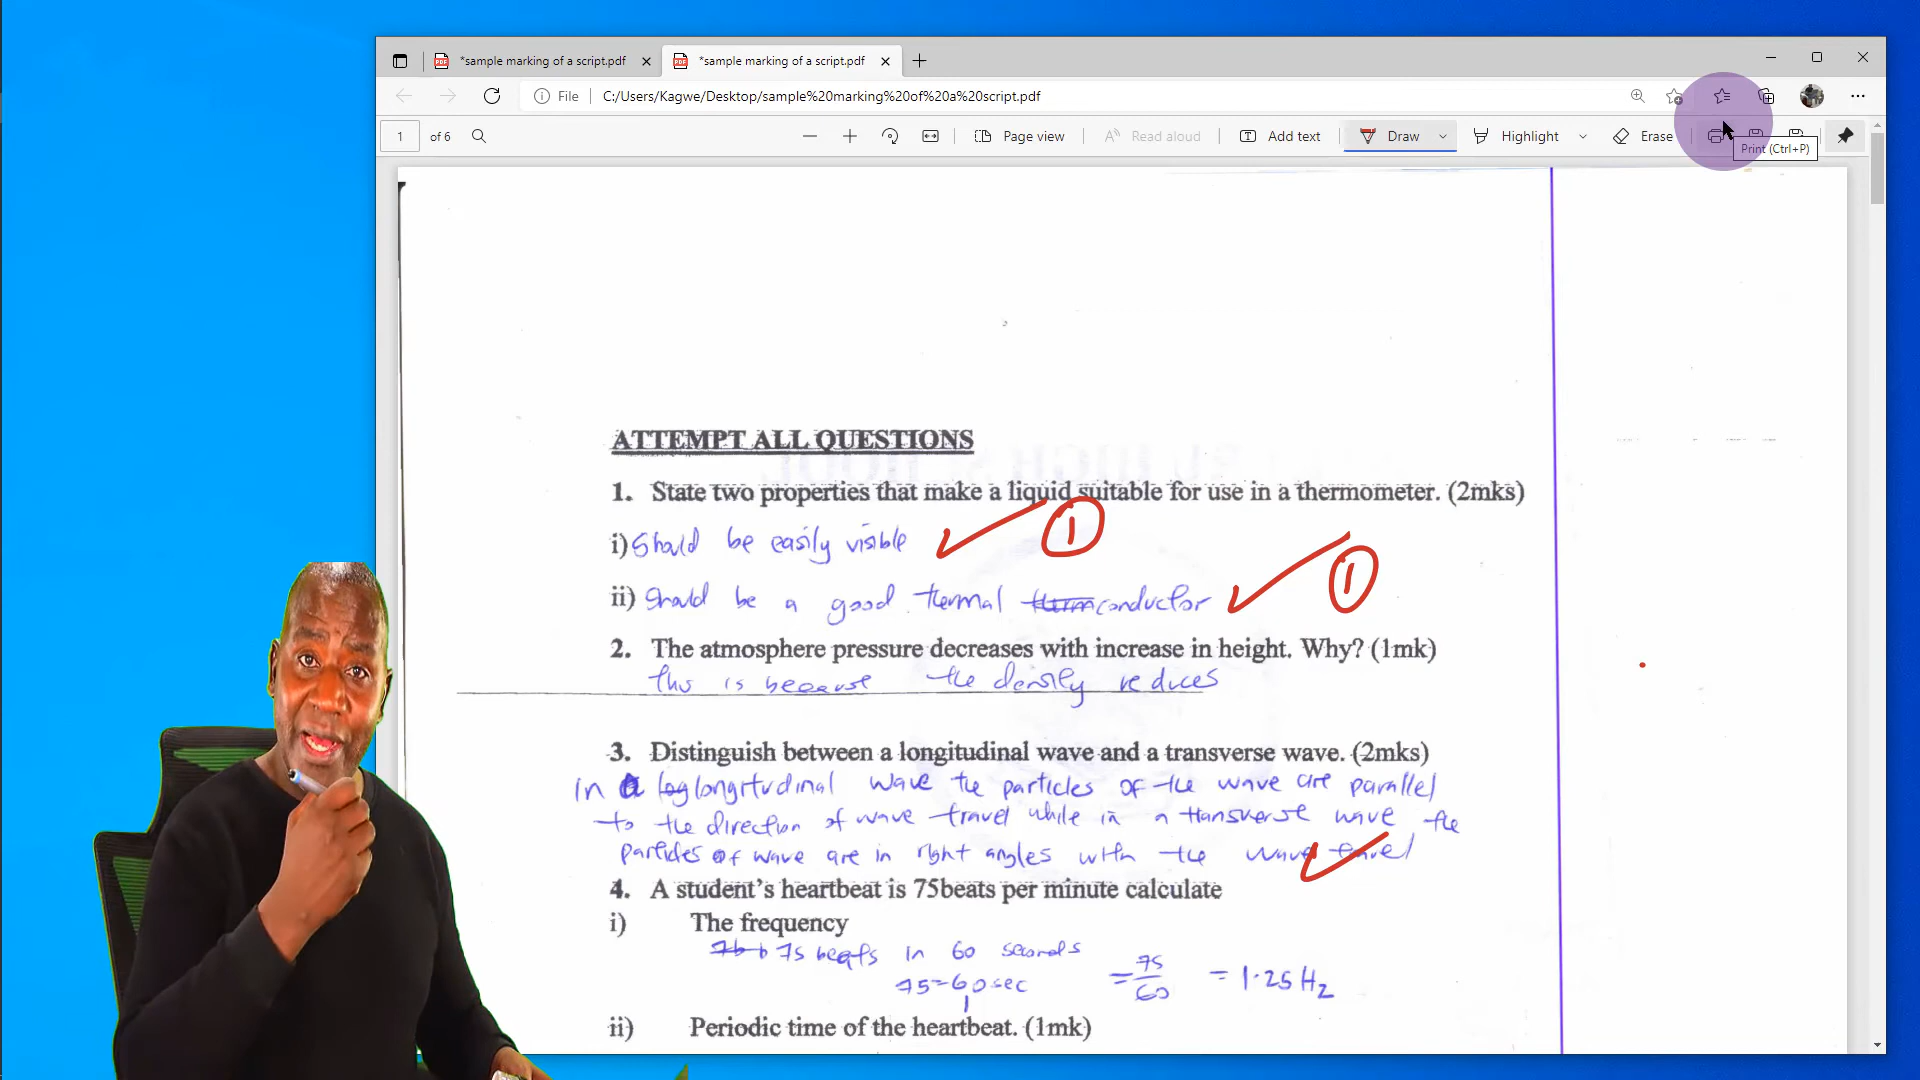 *sample marking of a script.pdf
*sample marking of a script.pdf
File
C:/Users/Kagwe/Desktop/sample%20marking%20of%20a%20script.pdf
1 of 6
Page view
Read aloud
Add text
Draw
Highlight
Erase
Print (Ctrl+P)
ATTEMPT ALL QUESTIONS
1. State two properties that make a liquid suitable for use in a thermometer. (2mks)
i) Should be easily visible
1
ii) Should be a good thermal conductor
1
2. The atmosphere pressure decreases with increase in height. Why? (1mk)
this is because the density reduces
3. Distinguish between a longitudinal wave and a transverse wave. (2mks)
In a longitudinal wave the particles of the wave are parallel
to the direction of wave travel while in a transverse wave the
particles of wave are in right angles with the wave travel
4. A student's heartbeat is 75beats per minute calculate
i) The frequency
75 beats in 60 seconds
75=60sec
1
= 75/60 = 1.25 Hz
ii) Periodic time of the heartbeat. (1mk)